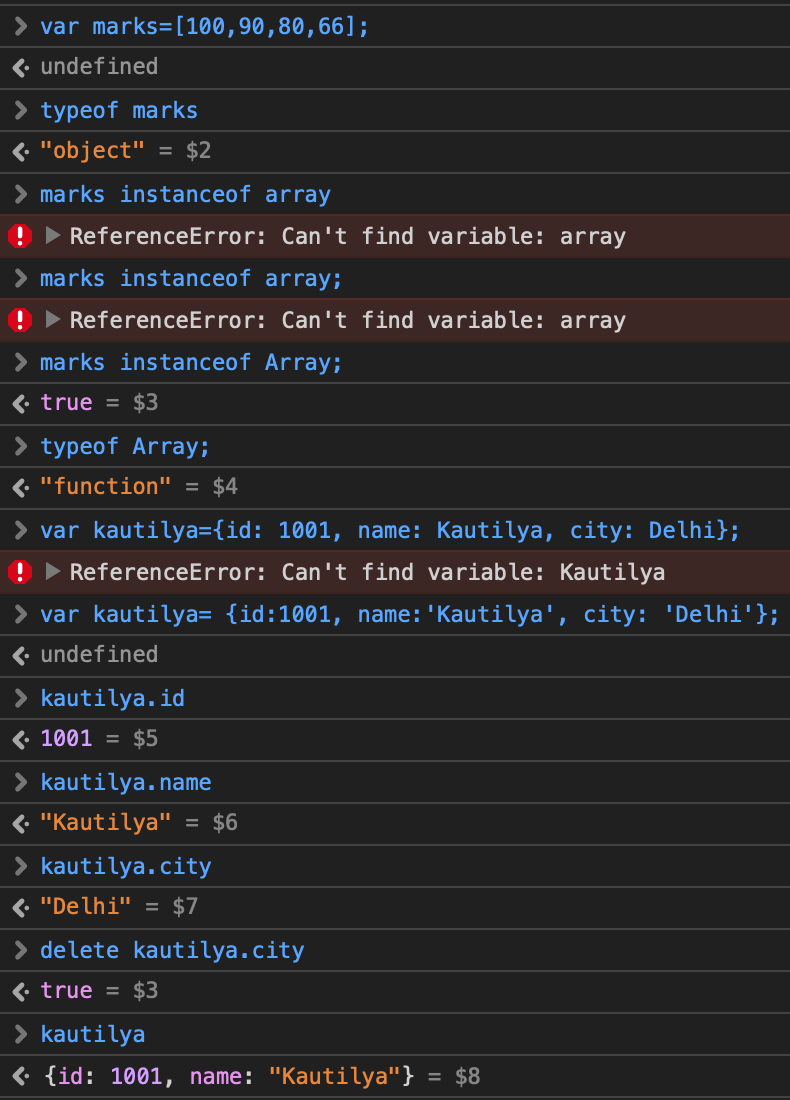 > var marks=[100,90,80,66];
undefined
> typeof marks
"object" = $2
> marks instanceof array
ReferenceError: Can't find variable: array
> marks instanceof array;
ReferenceError: Can't find variable: array
> marks instanceof Array;
true = $3
> typeof Array;
"function" = $4
> var kautilya={id: 1001, name: Kautilya, city: Delhi};
ReferenceError: Can't find variable: Kautilya
> var kautilya= {id:1001, name:'Kautilya', city: 'Delhi'};
undefined
> kautilya.id
1001 = $5
> kautilya.name
"Kautilya" = $6
> kautilya.city
"Delhi" = $7
> delete kautilya.city
true = $3
> kautilya
{id: 1001, name: "Kautilya"} = $8